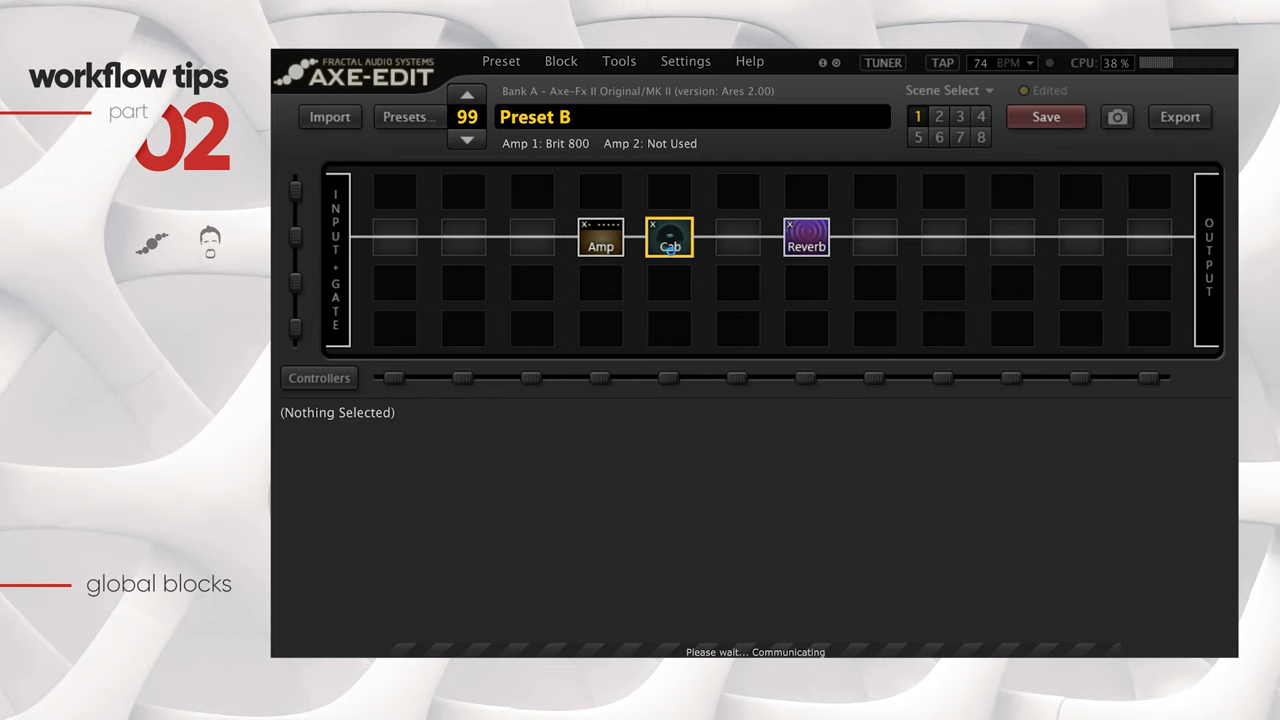 workflow tips
part
02
global blocks
FRACTAL AUDIO SYSTEMS
AXE-EDIT
Preset Block Tools Settings Help
TUNER TAP 74 BPM CPU: 38 %
Bank A – Axe-Fx II Original/MK II (version: Ares 2.00)
Scene Select Edited
Import Presets... 99 Preset B
1 2 3 4
Save Export
5 6 7 8
Amp 1: Brit 800 Amp 2: Not Used
INPUT + GATE
X X X
Amp Cab Reverb
OUTPUT
Controllers
(Nothing Selected)
Please wait... Communicating